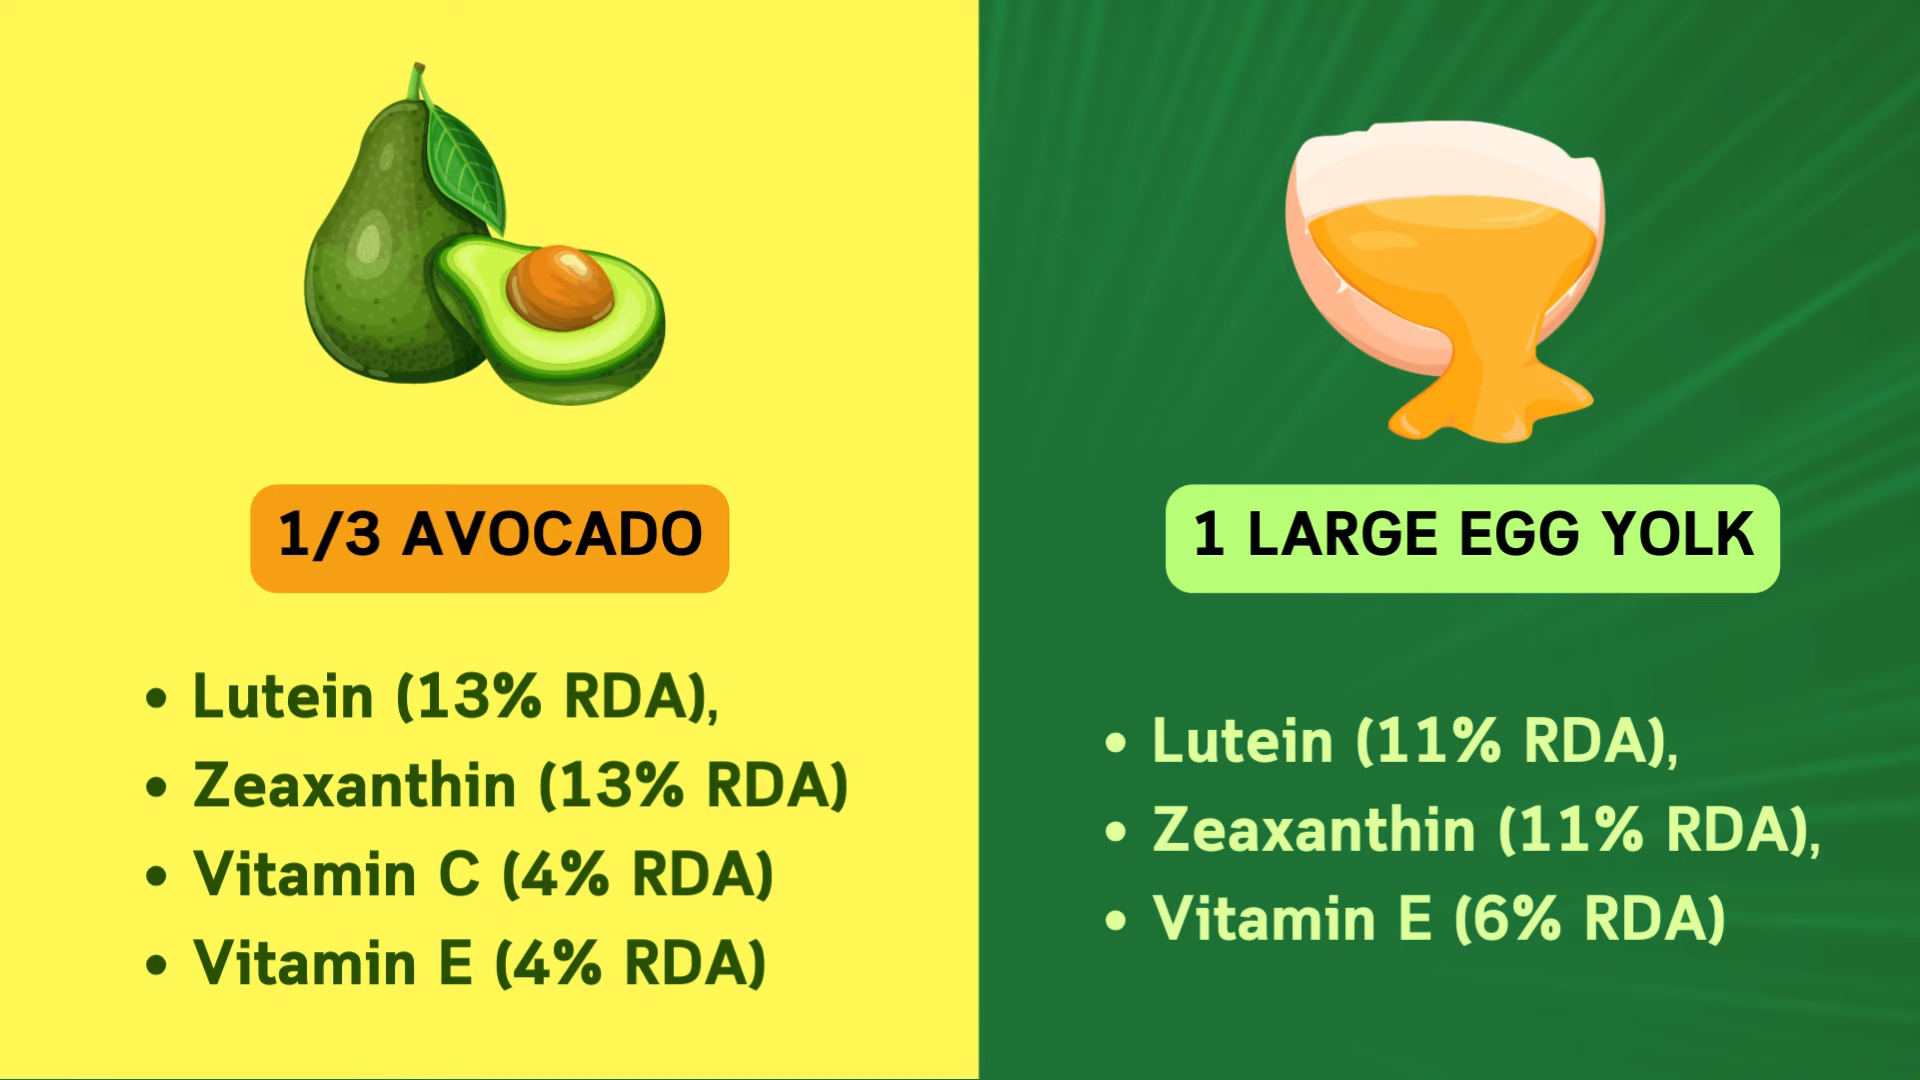 1/3 AVOCADO
• Lutein (13% RDA),
• Zeaxanthin (13% RDA)
• Vitamin C (4% RDA)
• Vitamin E (4% RDA)
1 LARGE EGG YOLK
• Lutein (11% RDA),
• Zeaxanthin (11% RDA),
• Vitamin E (6% RDA)